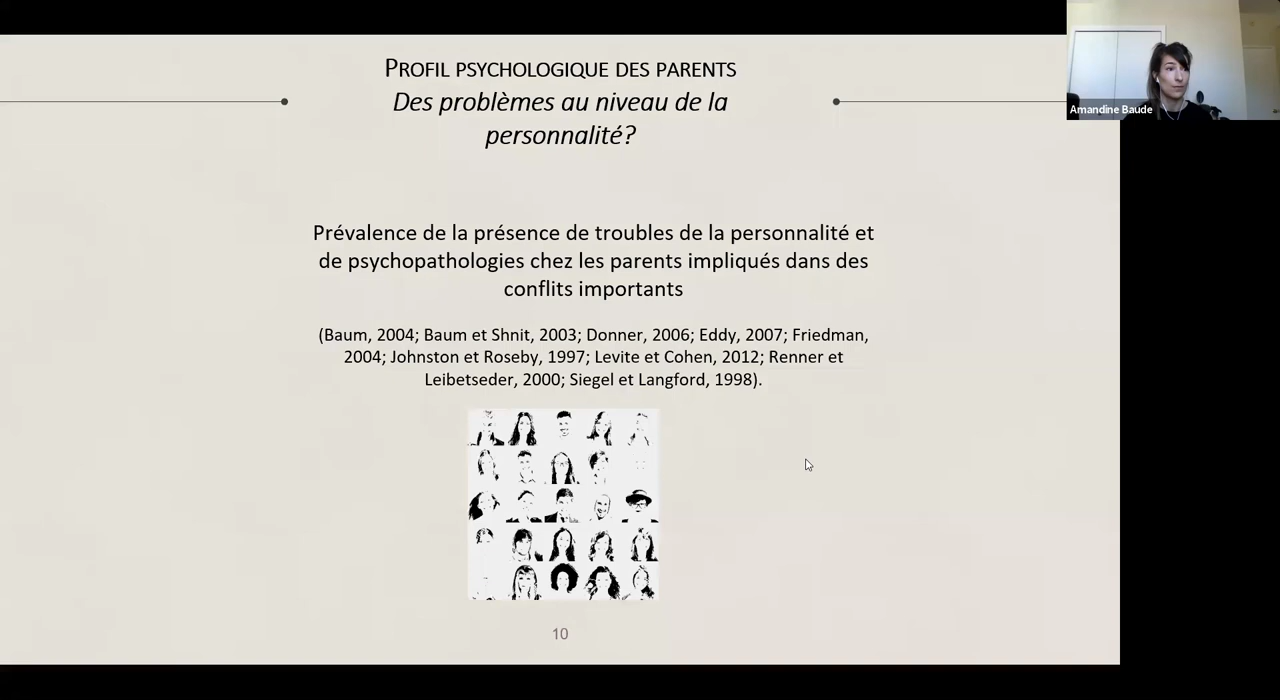 PROFIL PSYCHOLOGIQUE DES PARENTS
Des problèmes au niveau de la
personnalité?
Amandine Baude
Prévalence de la présence de troubles de la personnalité et
de psychopathologies chez les parents impliqués dans des
conflits importants
(Baum, 2004; Baum et Shnit, 2003; Donner, 2006; Eddy, 2007; Friedman,
2004; Johnston et Roseby, 1997; Levite et Cohen, 2012; Renner et
Leibetseder, 2000; Siegel et Langford, 1998).
10